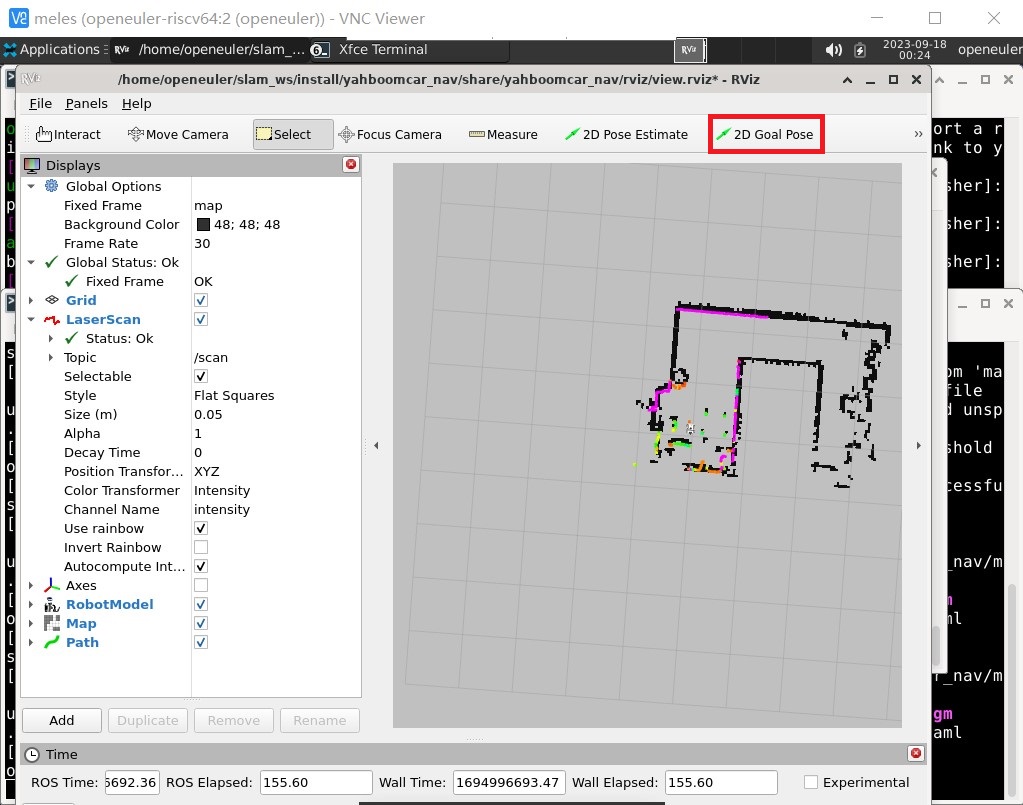 meles (openeuler-riscv64:2 (openeuler)) - VNC Viewer
Applications RViz /home/openeuler/slam_... Xfce Terminal RViz 2023-09-18 00:24 openeuler
/home/openeuler/slam_ws/install/yahboomcar_nav/share/yahboomcar_nav/rviz/view.rviz* - RViz
File Panels Help
Interact Move Camera Select Focus Camera Measure 2D Pose Estimate 2D Goal Pose »
Displays
Global Options
Fixed Frame map
Background Color 48; 48; 48
Frame Rate 30
Global Status: Ok
Fixed Frame OK
Grid
LaserScan
Status: Ok
Topic /scan
Selectable
Style Flat Squares
Size (m) 0.05
Alpha 1
Decay Time 0
Position Transfor... XYZ
Color Transformer Intensity
Channel Name intensity
Use rainbow
Invert Rainbow
Autocompute Int...
Axes
RobotModel
Map
Path
Add Duplicate Remove Rename
Time
ROS Time: 5692.36 ROS Elapsed: 155.60 Wall Time: 1694996693.47 Wall Elapsed: 155.60 Experimental
ort a r
nk to y
sher]:
sher]:
sher]:
om 'ma
file
d unsp
shold
cessfu
_nav/m
ml
r_nav/m
gm
aml